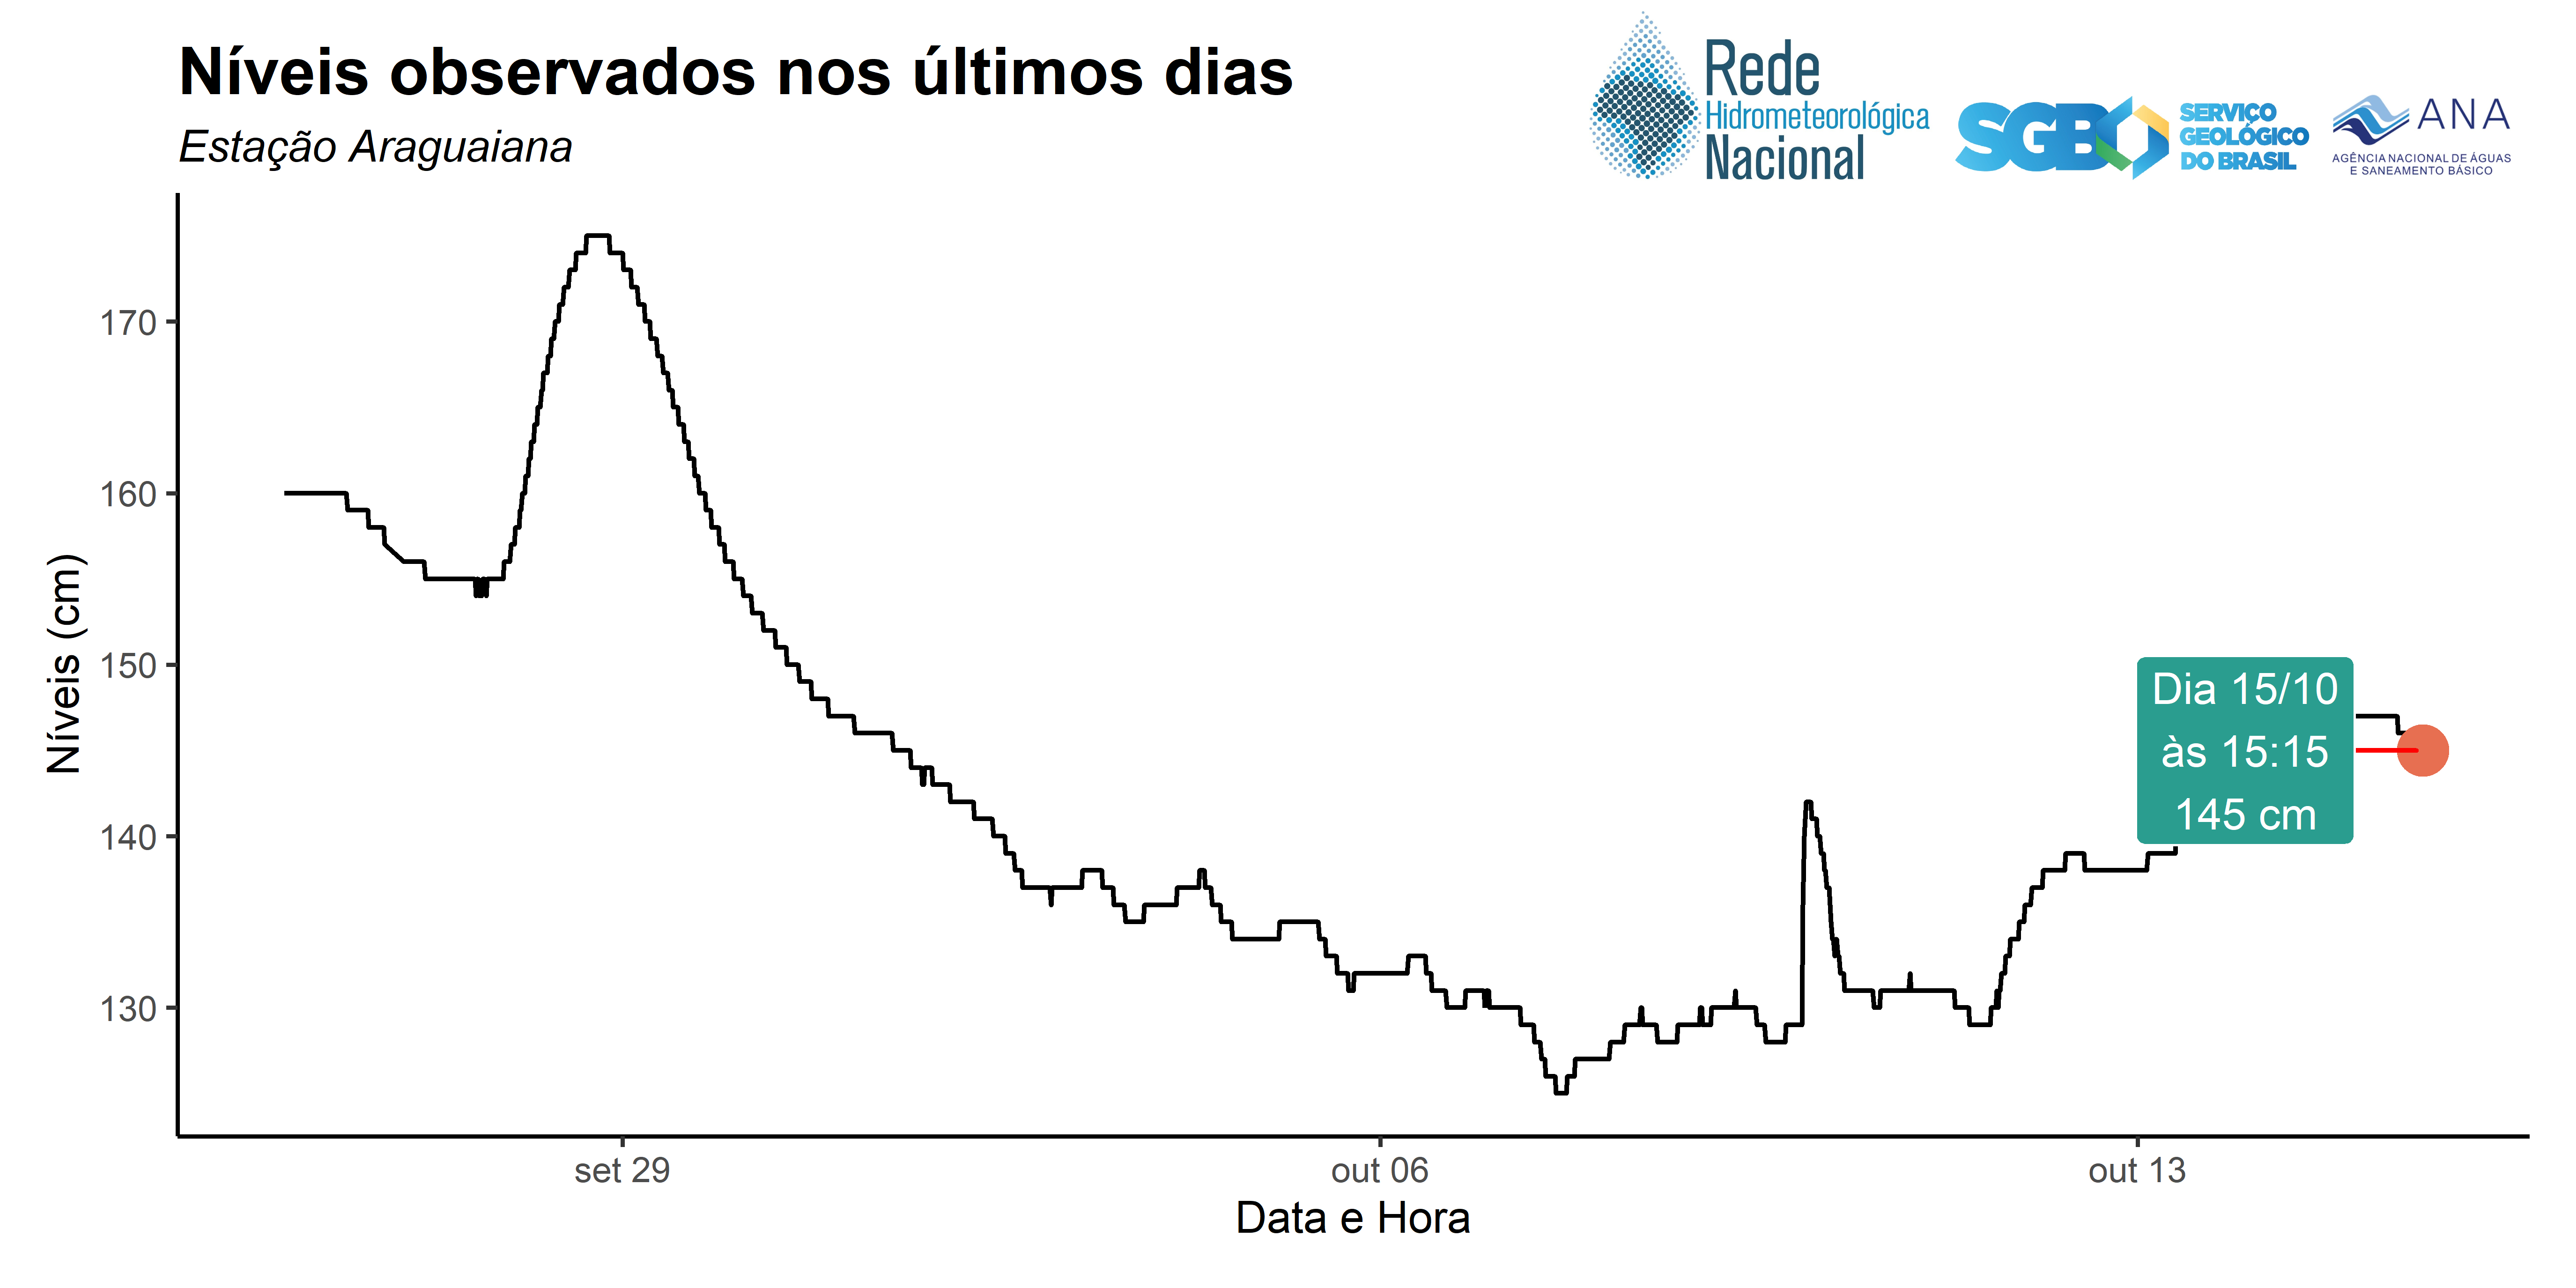 Níveis observados nos últimos dias
Estação Araguaiana
Rede
Hidrometeorológica
Nacional
SGB
SERVIÇO
GEOLÓGICO
DO BRASIL
ANA
AGÊNCIA NACIONAL DE ÁGUAS
E SANEAMENTO BÁSICO
Níveis (cm)
170
160
150
140
130
Dia 15/10
às 15:15
145 cm
set 29
out 06
out 13
Data e Hora